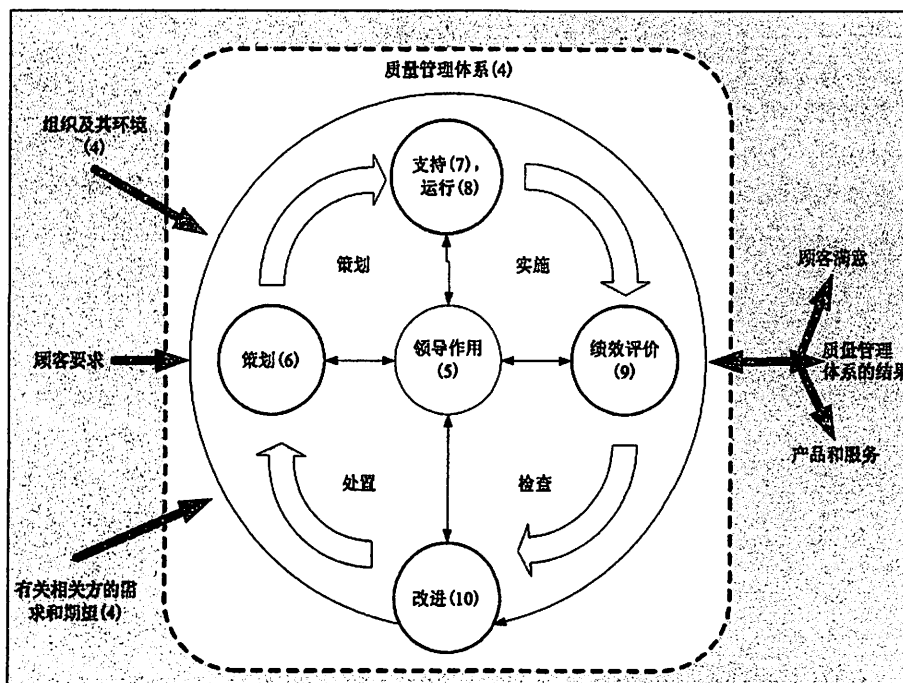 质量管理体系(4)
组织及其环境
(4)
支持(7),
运行(8)
策划
实施
顾客满意
顾客要求
策划(6)
领导作用
(5)
绩效评价
(9)
质量管理
体系的结果
产品和服务
处置
检查
有关相关方的需
求和期望(4)
改进(10)